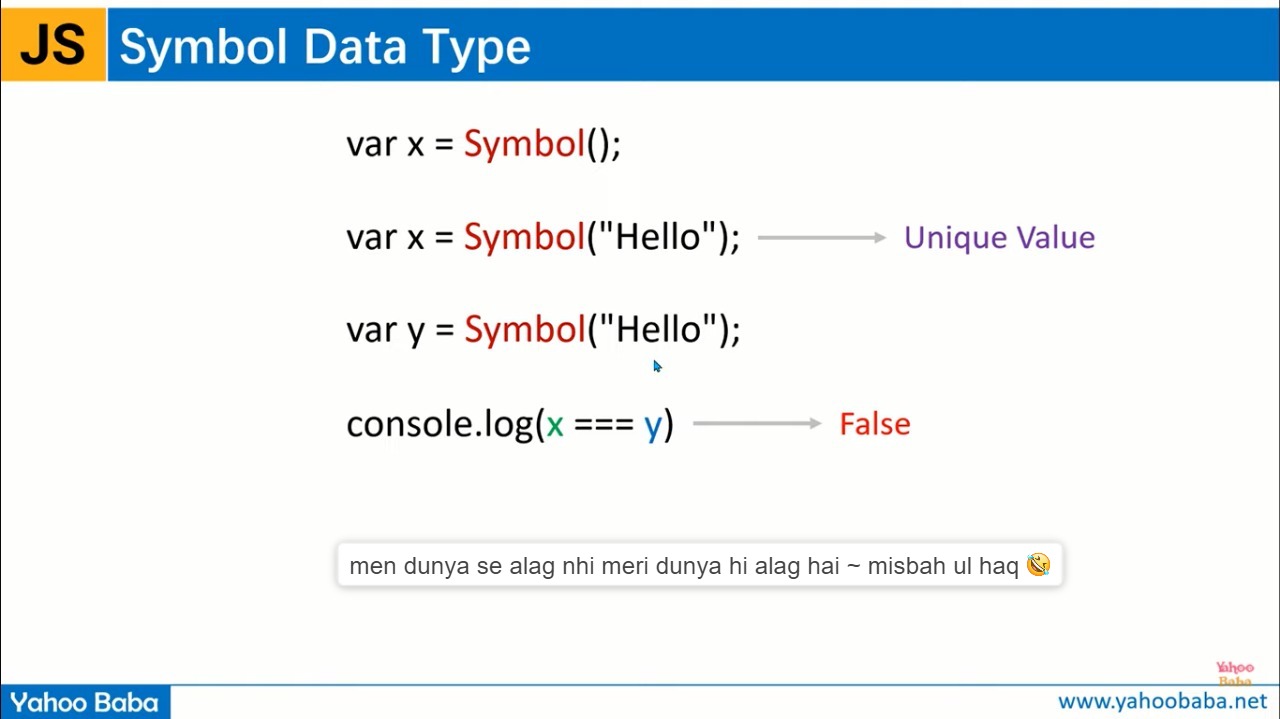 JS Symbol Data Type
var x = Symbol();
var x = Symbol("Hello"); Unique Value
var y = Symbol("Hello");
console.log(x === y) False
men dunya se alag nhi meri dunya hi alag hai ~ misbah ul haq 🤣
Yahoo
Baba
Yahoo Baba www.yahoobaba.net